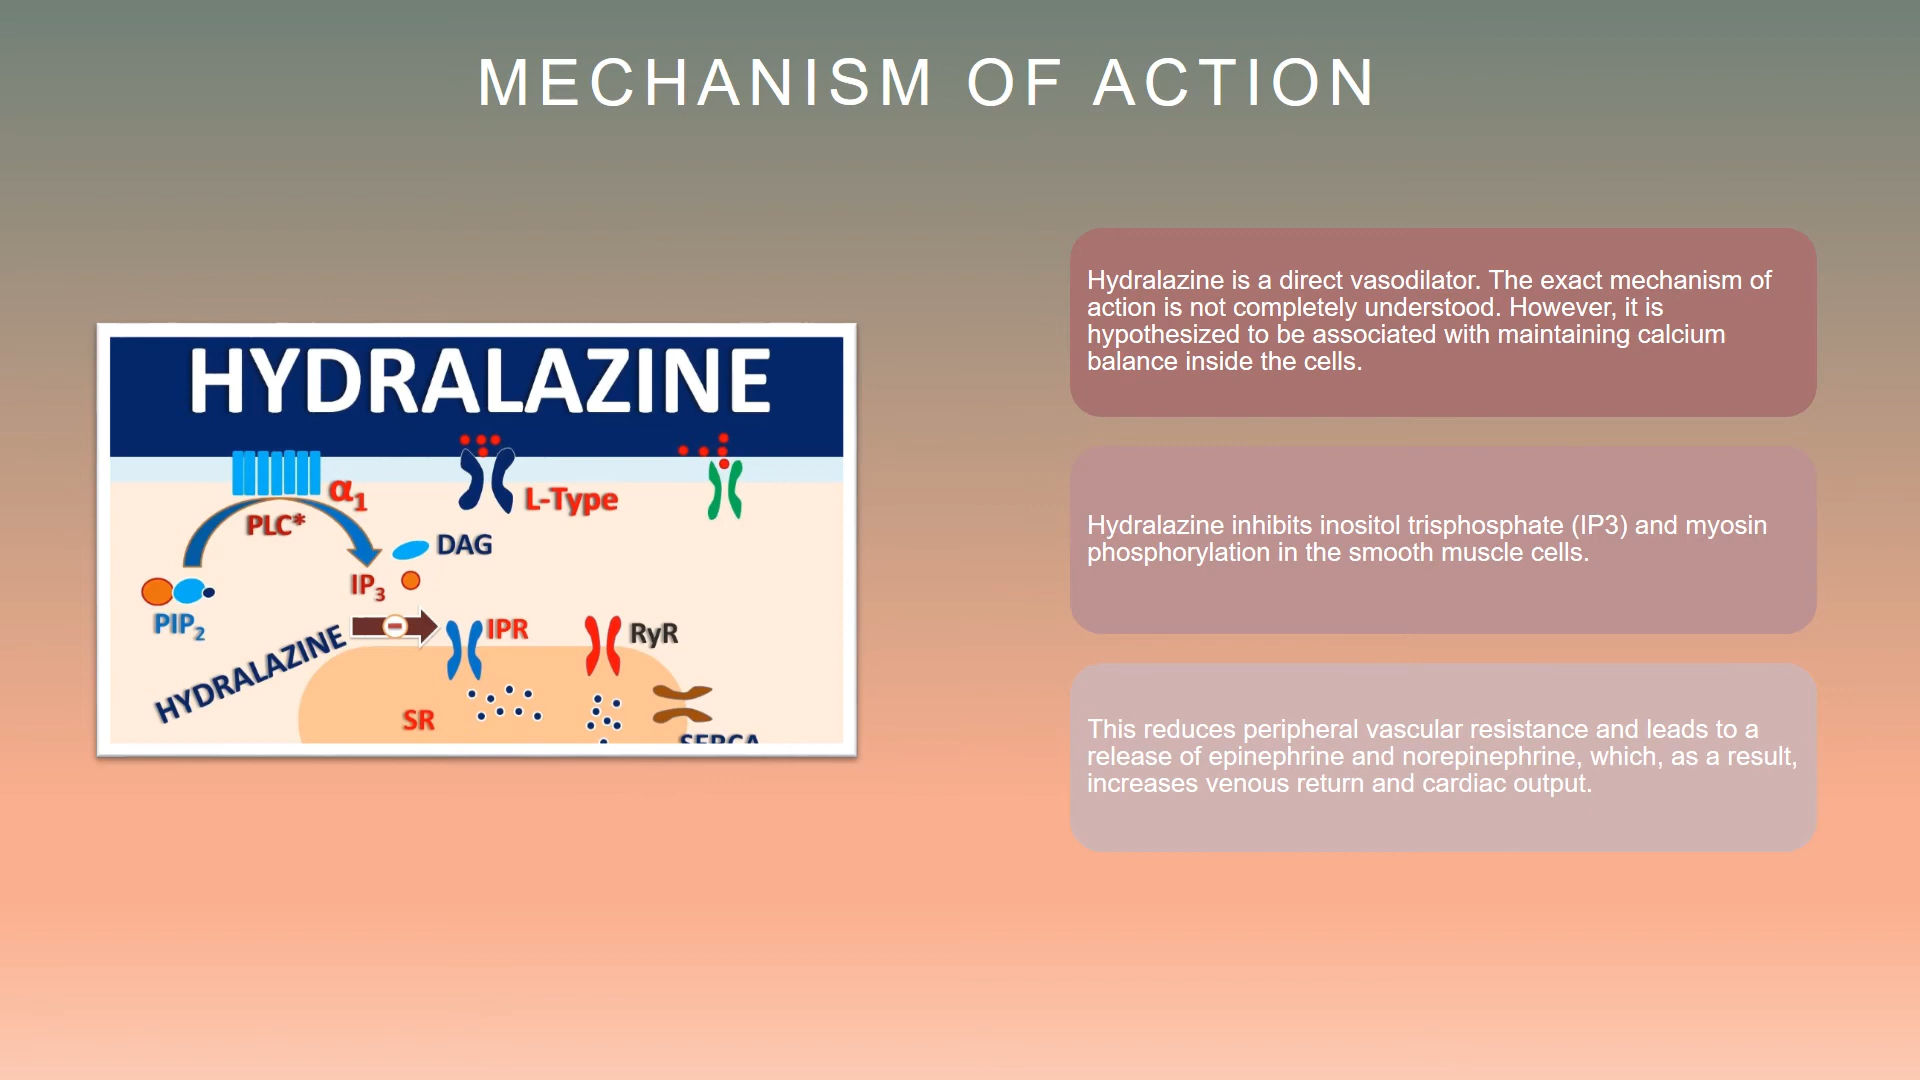 MECHANISM OF ACTION
HYDRALAZINE
α1
L-Type
PLC*
DAG
IP3
PIP2
HYDRALAZINE
IPR
RyR
SR
SERCA
Hydralazine is a direct vasodilator. The exact mechanism of
action is not completely understood. However, it is
hypothesized to be associated with maintaining calcium
balance inside the cells.
Hydralazine inhibits inositol trisphosphate (IP3) and myosin
phosphorylation in the smooth muscle cells.
This reduces peripheral vascular resistance and leads to a
release of epinephrine and norepinephrine, which, as a result,
increases venous return and cardiac output.